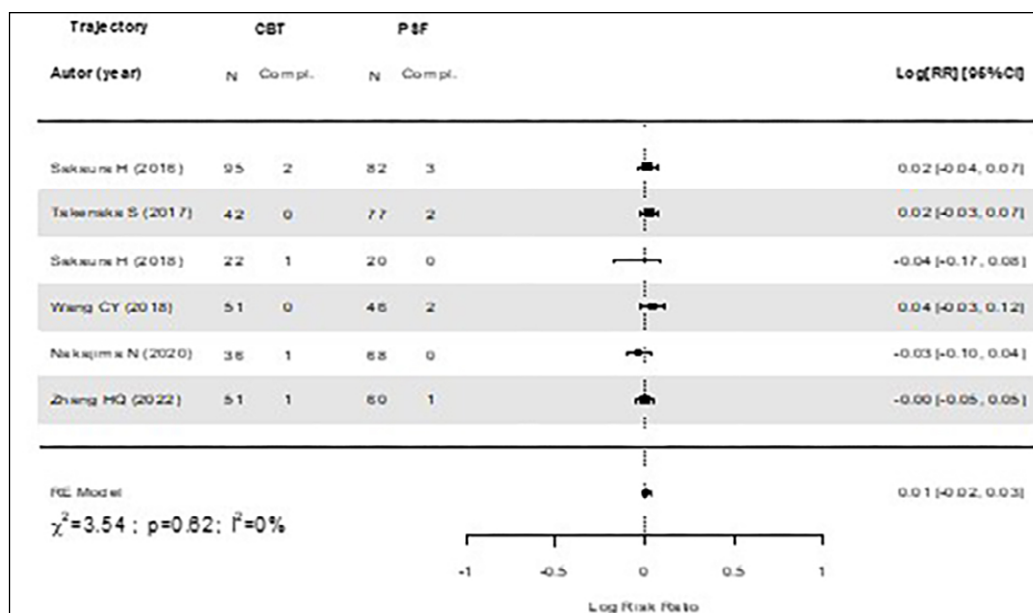 Trajectory CBT PSF
Autor (year) N Compl. N Compl. Log[RR] [95%CI]
Sakaura H (2016) 95 2 82 3 0.02 [-0.04, 0.07]
Takenaka S (2017) 42 0 77 2 0.02 [-0.03, 0.07]
Sakaura H (2018) 22 1 20 0 -0.04 [-0.17, 0.08]
Wang CY (2018) 51 0 46 2 0.04 [-0.03, 0.12]
Nakajima N (2020) 36 1 68 0 -0.03 [-0.10, 0.04]
Zhang HQ (2022) 51 1 60 1 -0.00 [-0.05, 0.05]
RE Model 0.01 [-0.02, 0.03]
χ²=3.54 ; p=0.62; I²=0%
-1 -0.5 0 0.5 1
Log Risk Ratio